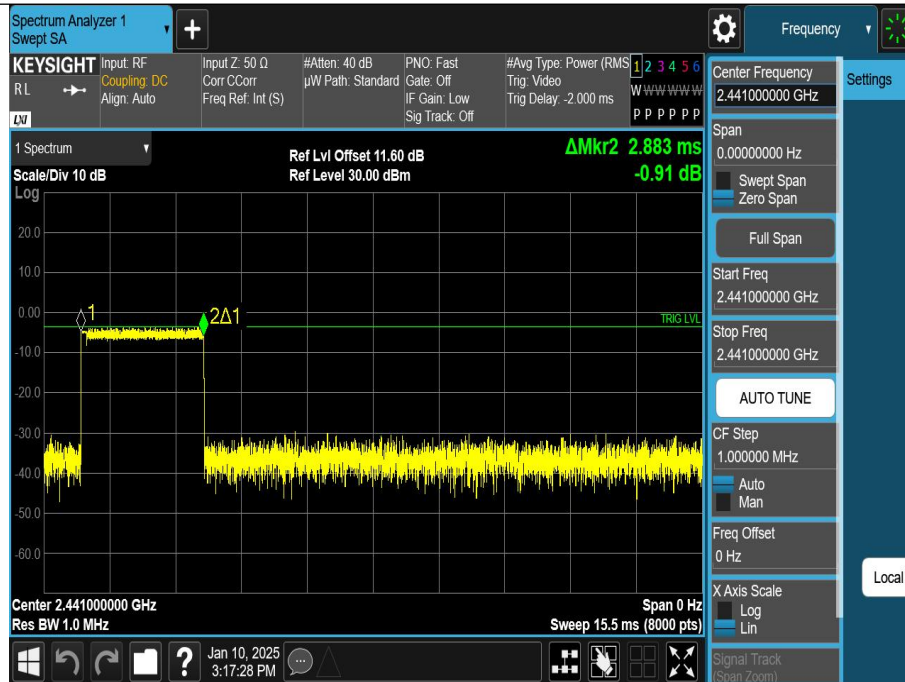 Spectrum Analyzer 1
Swept SA
+
Frequency
KEYSIGHT
RL
LXI
Input: RF
Coupling: DC
Align: Auto
Input Z: 50 Ω
Corr CCorr
Freq Ref: Int (S)
#Atten: 40 dB
µW Path: Standard
PNO: Fast
Gate: Off
IF Gain: Low
Sig Track: Off
#Avg Type: Power (RMS
Trig: Video
Trig Delay: -2.000 ms
1 2 3 4 5 6
W W W W W W
P P P P P P
1 Spectrum
Scale/Div 10 dB
Log
Ref Lvl Offset 11.60 dB
Ref Level 30.00 dBm
ΔMkr2 2.883 ms
-0.91 dB
20.0
10.0
0.00
-10.0
-20.0
-30.0
-40.0
-50.0
-60.0
1
2Δ1
TRIG LVL
Center 2.441000000 GHz
Res BW 1.0 MHz
Span 0 Hz
Sweep 15.5 ms (8000 pts)
Center Frequency
2.441000000 GHz
Settings
Span
0.00000000 Hz
Swept Span
Zero Span
Full Span
Start Freq
2.441000000 GHz
Stop Freq
2.441000000 GHz
AUTO TUNE
CF Step
1.000000 MHz
Auto
Man
Freq Offset
0 Hz
X Axis Scale
Log
Lin
Signal Track
(Span Zoom)
Local
?
Jan 10, 2025
3:17:28 PM